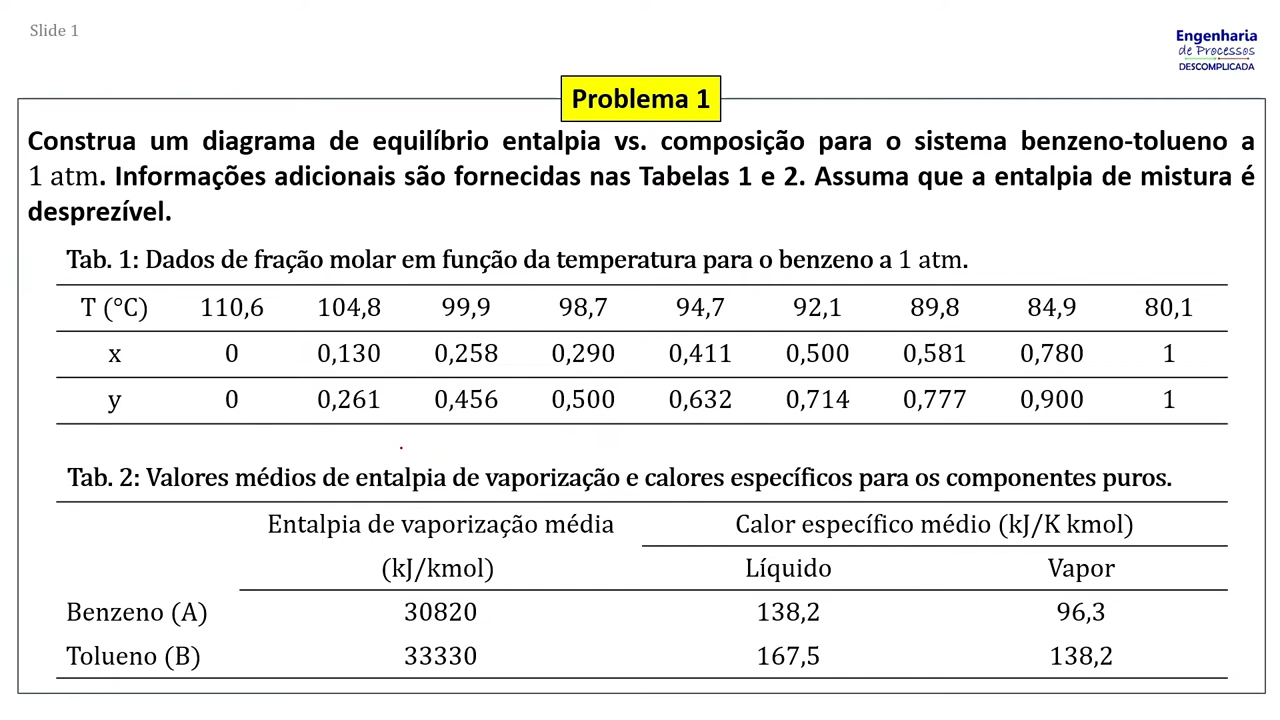 Slide 1
Engenharia
de Processos
DESCOMPLICADA
Problema 1
Construa um diagrama de equilíbrio entalpia vs. composição para o sistema benzeno-tolueno a
1 atm. Informações adicionais são fornecidas nas Tabelas 1 e 2. Assuma que a entalpia de mistura é
desprezível.
Tab. 1: Dados de fração molar em função da temperatura para o benzeno a 1 atm.
T (°C) 110,6 104,8 99,9 98,7 94,7 92,1 89,8 84,9 80,1
x 0 0,130 0,258 0,290 0,411 0,500 0,581 0,780 1
y 0 0,261 0,456 0,500 0,632 0,714 0,777 0,900 1
Tab. 2: Valores médios de entalpia de vaporização e calores específicos para os componentes puros.
Entalpia de vaporização média Calor específico médio (kJ/K kmol)
(kJ/kmol) Líquido Vapor
Benzeno (A) 30820 138,2 96,3
Tolueno (B) 33330 167,5 138,2